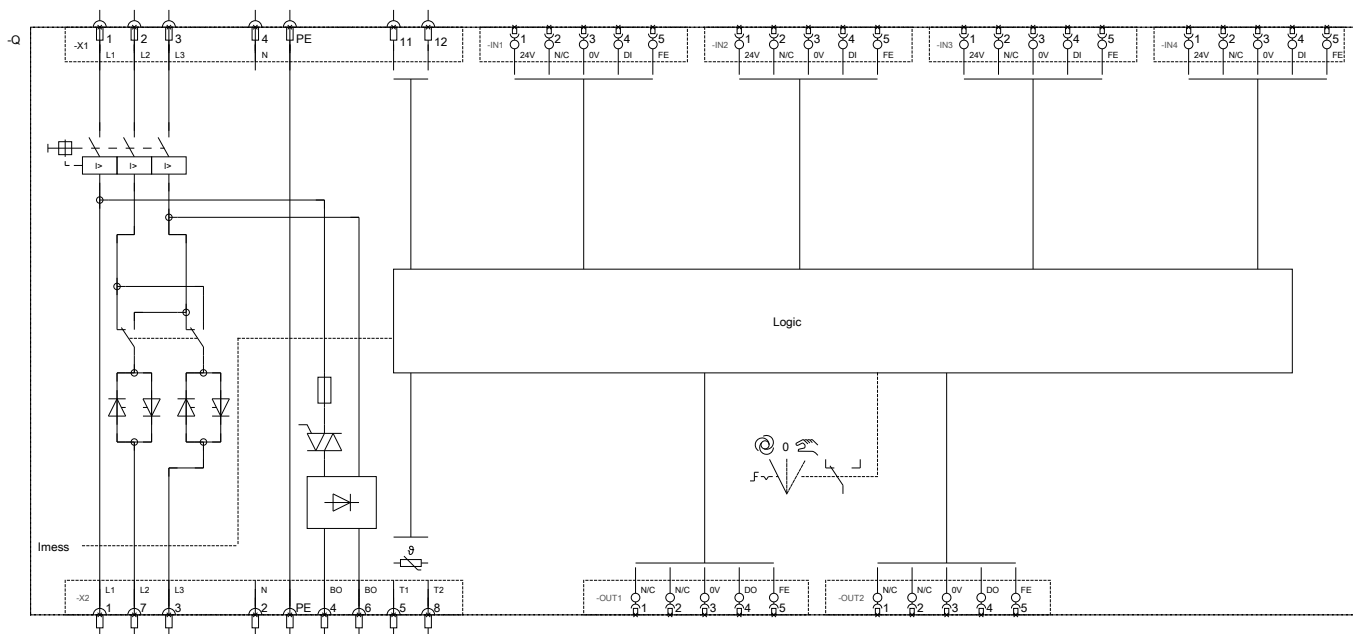 -Q
-X1 1 2 3 4 PE 11 12
L1 L2 L3 N
-IN1 1 2 3 4 5
24V N/C 0V DI FE
-IN2 1 2 3 4 5
24V N/C 0V DI FE
-IN3 1 2 3 4 5
24V N/C 0V DI FE
-IN4 1 2 3 4 5
24V N/C 0V DI FE
I> I> I>
Logic
0
Imess
ϑ
-X2 L1 L2 L3 N BO BO T1 T2
1 7 3 2 PE 4 6 5 8
-OUT1 N/C N/C 0V DO FE
1 2 3 4 5
-OUT2 N/C N/C 0V DO FE
1 2 3 4 5